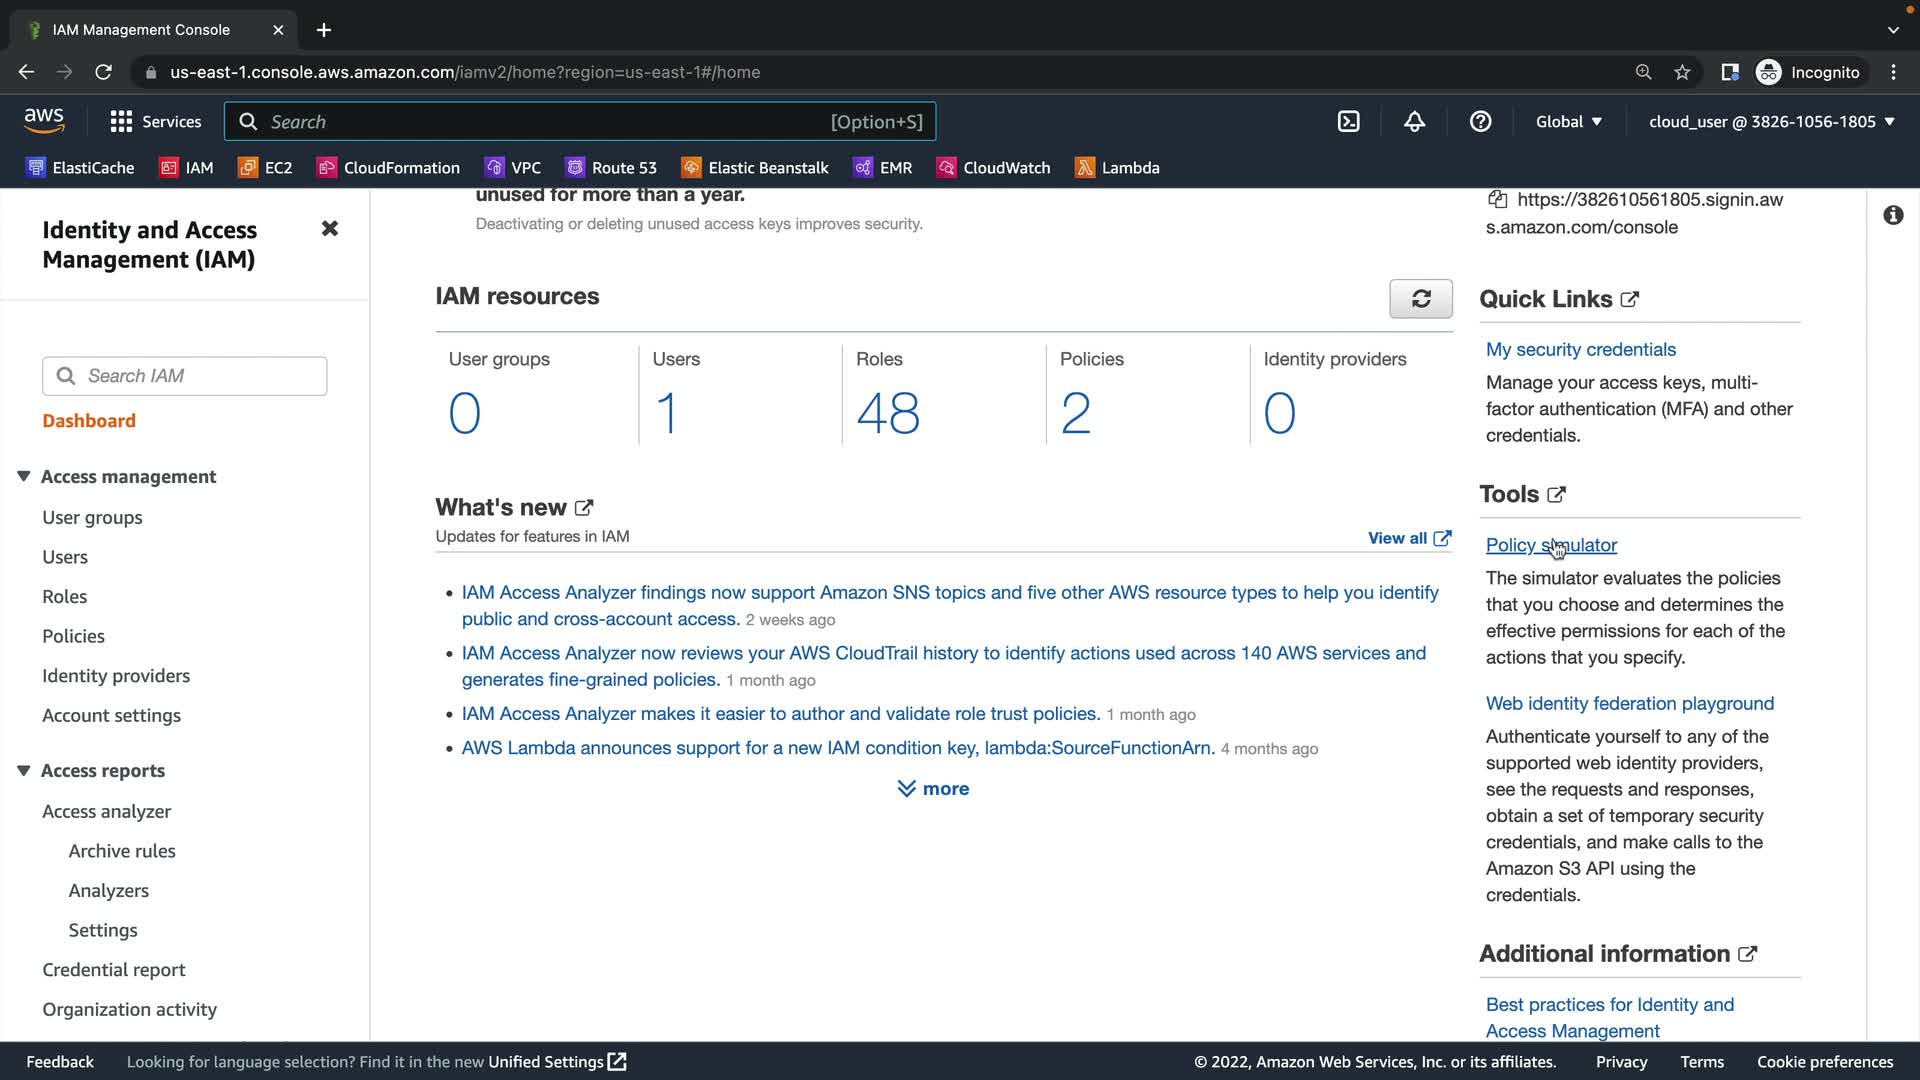 IAM Management Console
us-east-1.console.aws.amazon.com/iamv2/home?region=us-east-1#/home
Incognito
aws
Services
Search
[Option+S]
Global
cloud_user @ 3826-1056-1805
ElastiCache
IAM
EC2
CloudFormation
VPC
Route 53
Elastic Beanstalk
EMR
CloudWatch
Lambda
Identity and Access
Management (IAM)
Search IAM
Dashboard
Access management
User groups
Users
Roles
Policies
Identity providers
Account settings
Access reports
Access analyzer
Archive rules
Analyzers
Settings
Credential report
Organization activity
unused for more than a year.
Deactivating or deleting unused access keys improves security.
IAM resources
User groups
0
Users
1
Roles
48
Policies
2
Identity providers
0
What's new
Updates for features in IAM
View all
IAM Access Analyzer findings now support Amazon SNS topics and five other AWS resource types to help you identify
public and cross-account access. 2 weeks ago
IAM Access Analyzer now reviews your AWS CloudTrail history to identify actions used across 140 AWS services and
generates fine-grained policies. 1 month ago
IAM Access Analyzer makes it easier to author and validate role trust policies. 1 month ago
AWS Lambda announces support for a new IAM condition key, lambda:SourceFunctionArn. 4 months ago
more
https://382610561805.signin.aw
s.amazon.com/console
Quick Links
My security credentials
Manage your access keys, multi-
factor authentication (MFA) and other
credentials.
Tools
Policy simulator
The simulator evaluates the policies
that you choose and determines the
effective permissions for each of the
actions that you specify.
Web identity federation playground
Authenticate yourself to any of the
supported web identity providers,
see the requests and responses,
obtain a set of temporary security
credentials, and make calls to the
Amazon S3 API using the
credentials.
Additional information
Best practices for Identity and
Access Management
Feedback
Looking for language selection? Find it in the new Unified Settings
© 2022, Amazon Web Services, Inc. or its affiliates.
Privacy
Terms
Cookie preferences